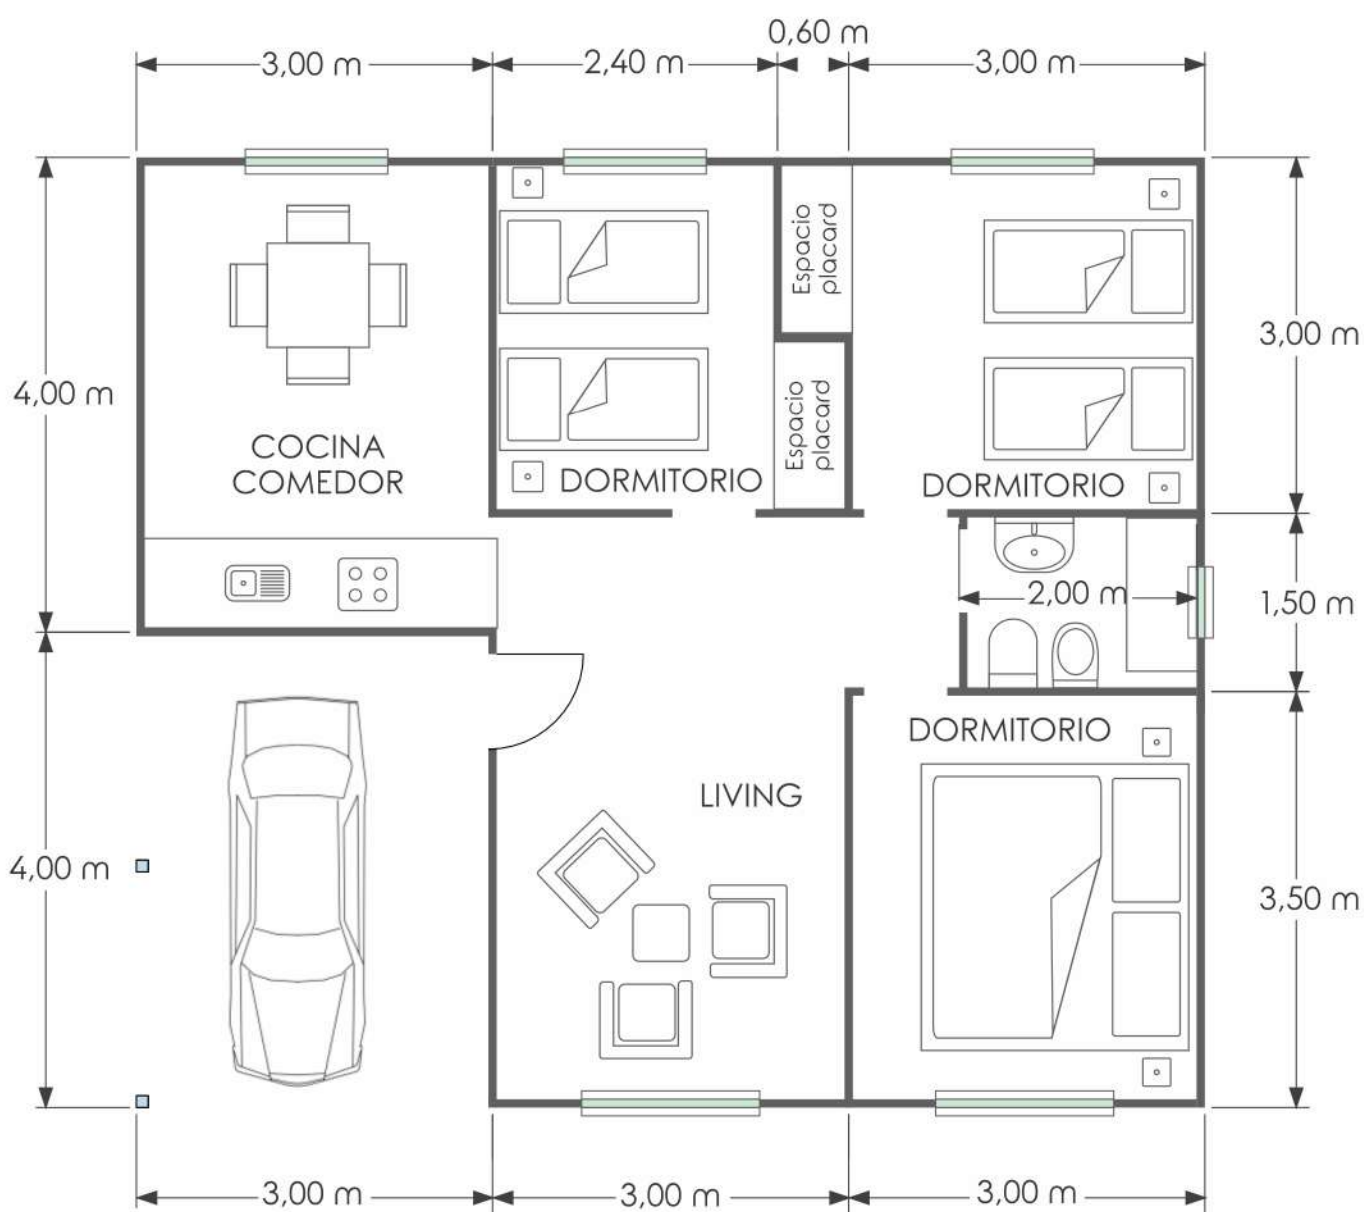 0,60 m
3,00 m
2,40 m
3,00 m
Espacio
placard
3,00 m
4,00 m
Espacio
placard
COCINA
COMEDOR
DORMITORIO
DORMITORIO
2,00 m
1,50 m
DORMITORIO
LIVING
4,00 m
3,50 m
3,00 m
3,00 m
3,00 m